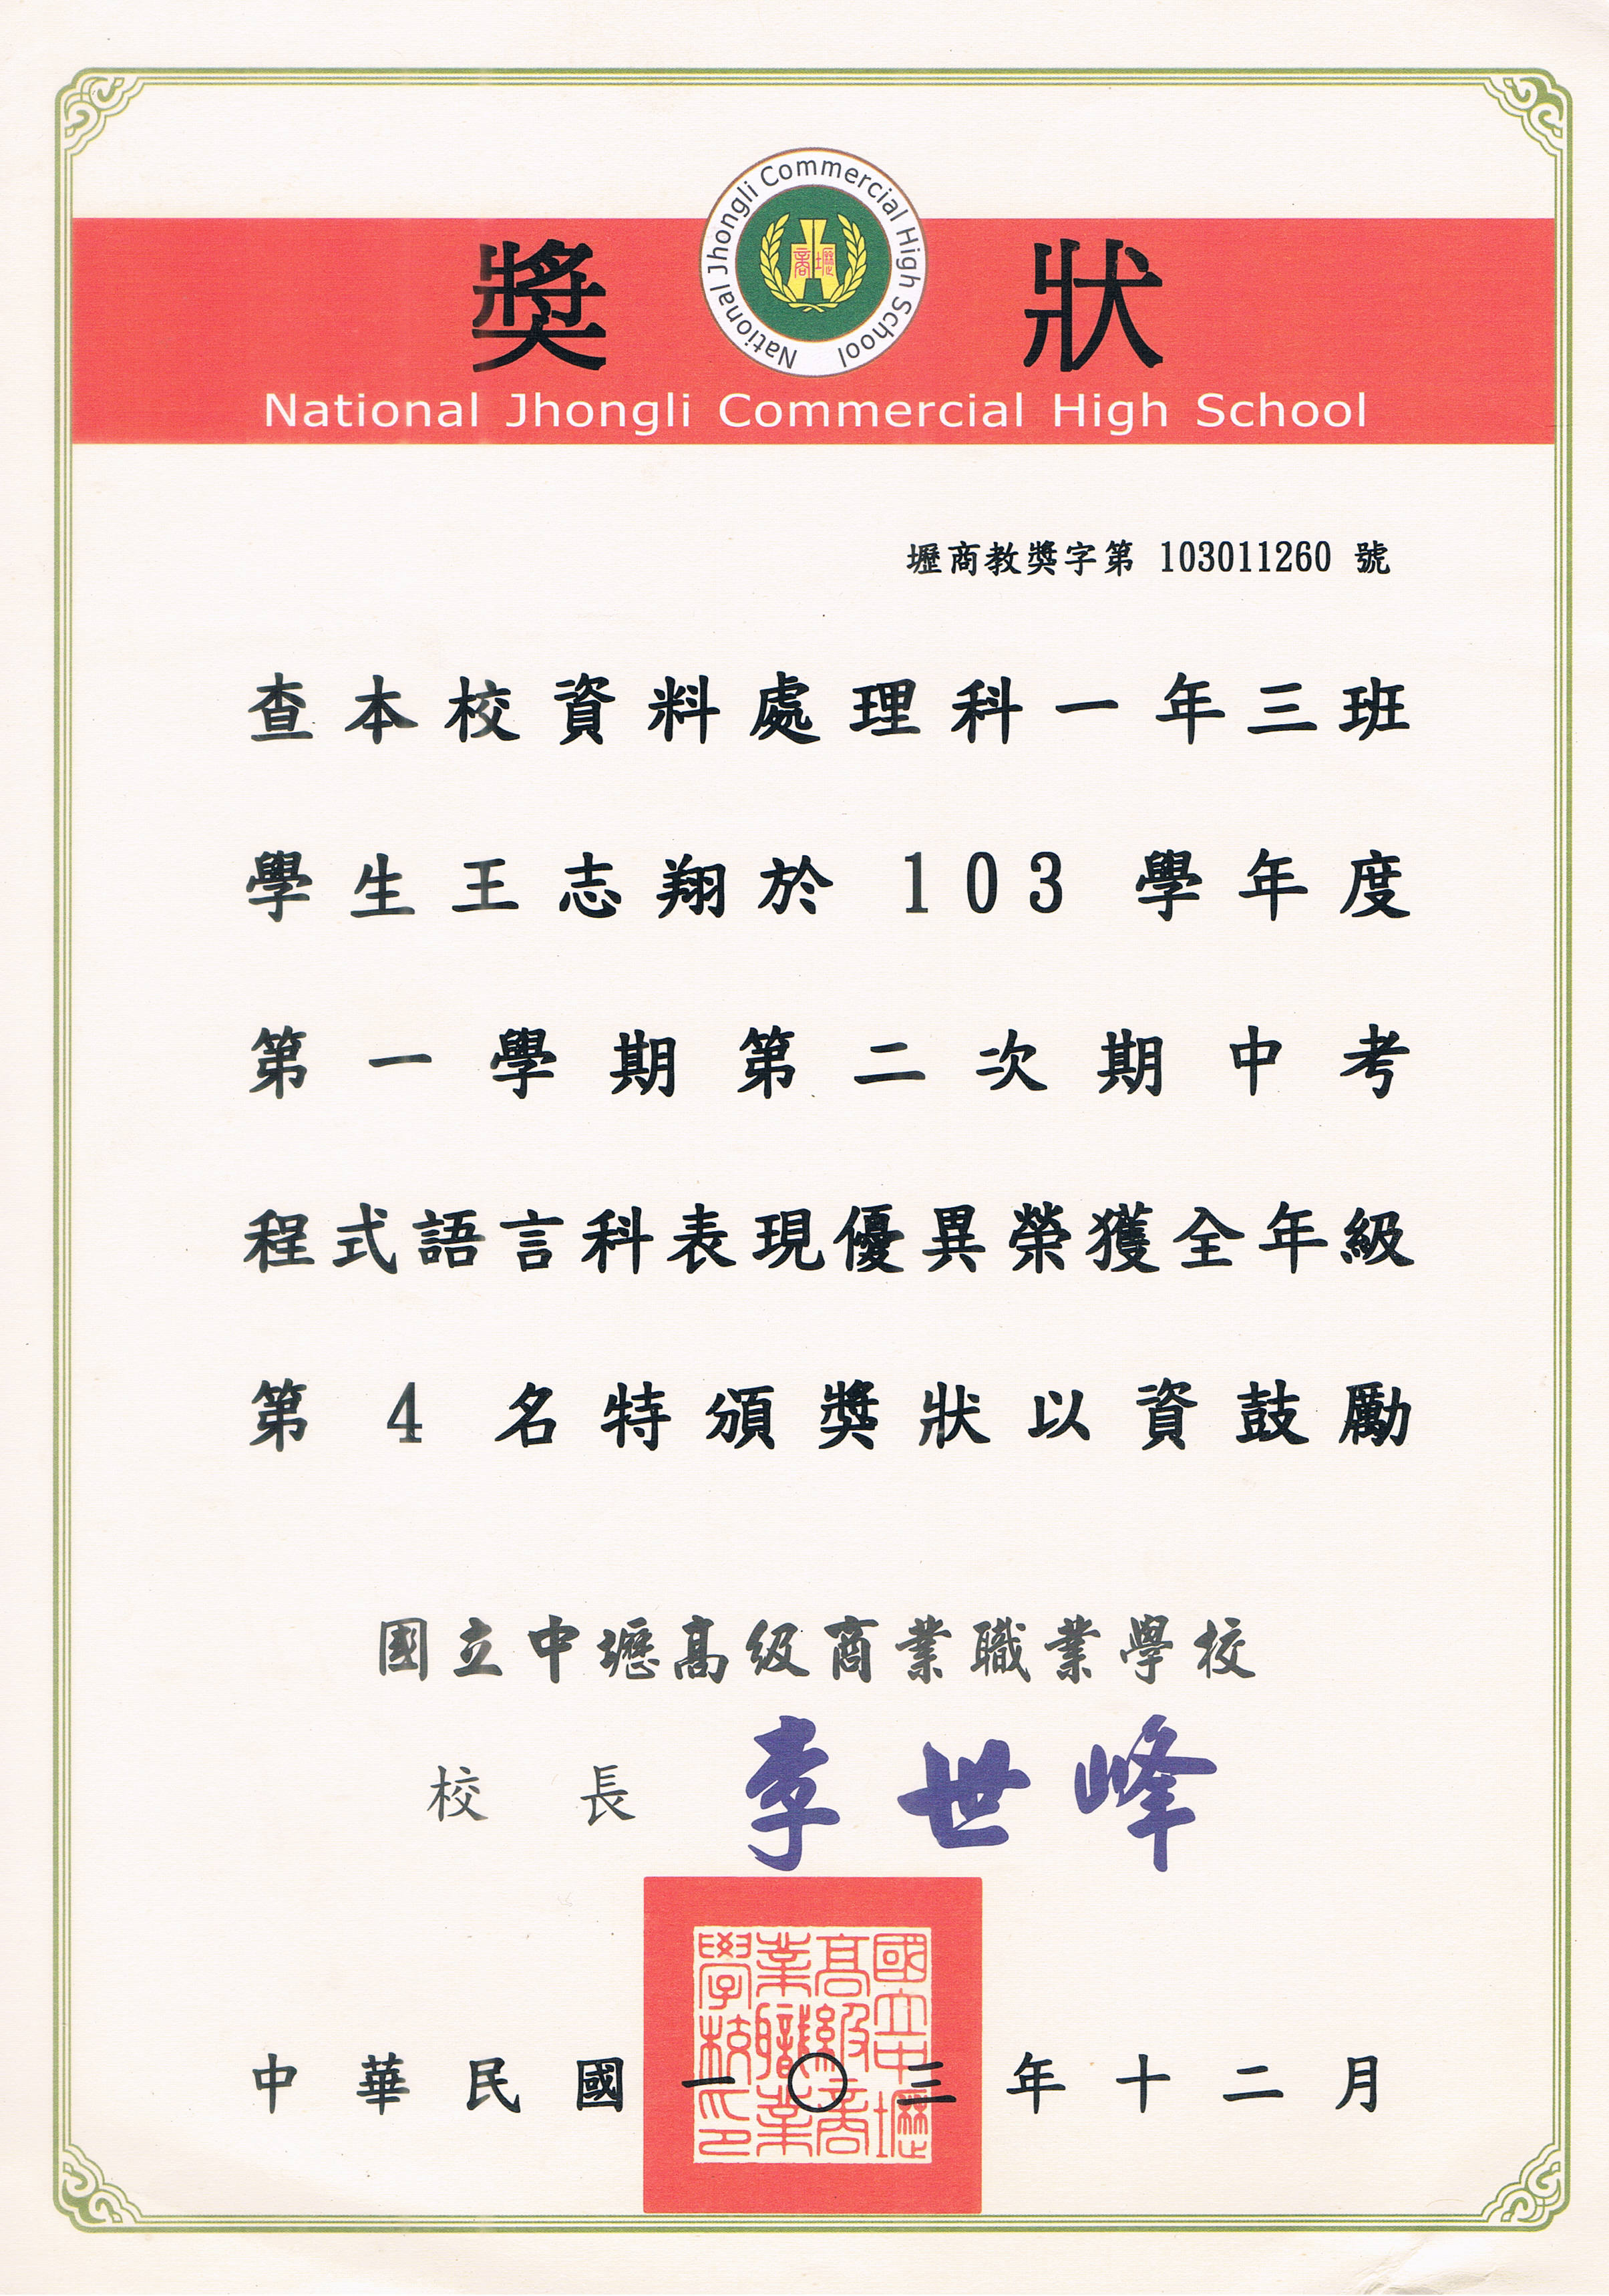 National Jhongli Commercial High School
壢商
獎狀
National Jhongli Commercial High School
壢商教獎字第 103011260 號
查本校資料處理科一年三班
學生王志翔於 103 學年度
第一學期第二次期中考
程式語言科表現優異榮獲全年級
第 4 名特頒獎狀以資鼓勵
國立中壢高級商業職業學校
校長 李世峰
國立中壢高級商業職業學校印
中華民國一〇三年十二月